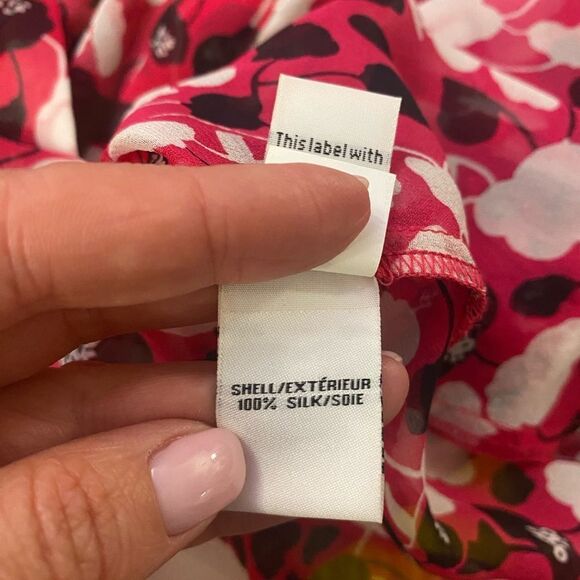 This label with
SHELL/EXTÉRIEUR
100% SILK/SOIE